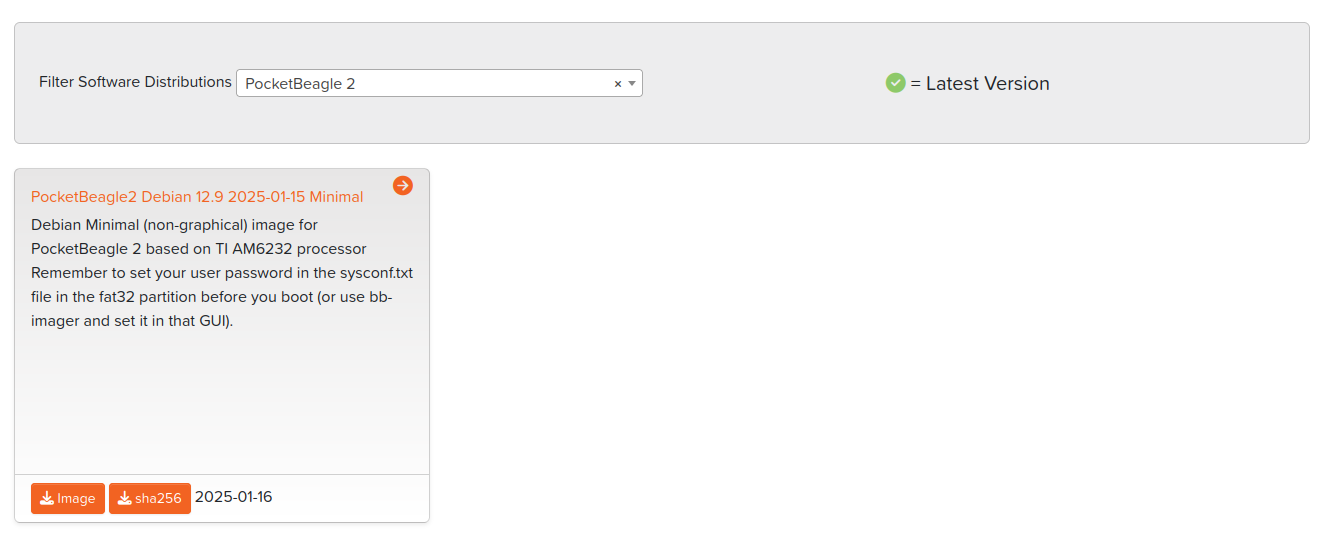 Filter Software Distributions PocketBeagle 2 × = Latest Version
PocketBeagle2 Debian 12.9 2025-01-15 Minimal
Debian Minimal (non-graphical) image for
PocketBeagle 2 based on TI AM6232 processor
Remember to set your user password in the sysconf.txt
file in the fat32 partition before you boot (or use bb-
imager and set it in that GUI).
Image sha256 2025-01-16